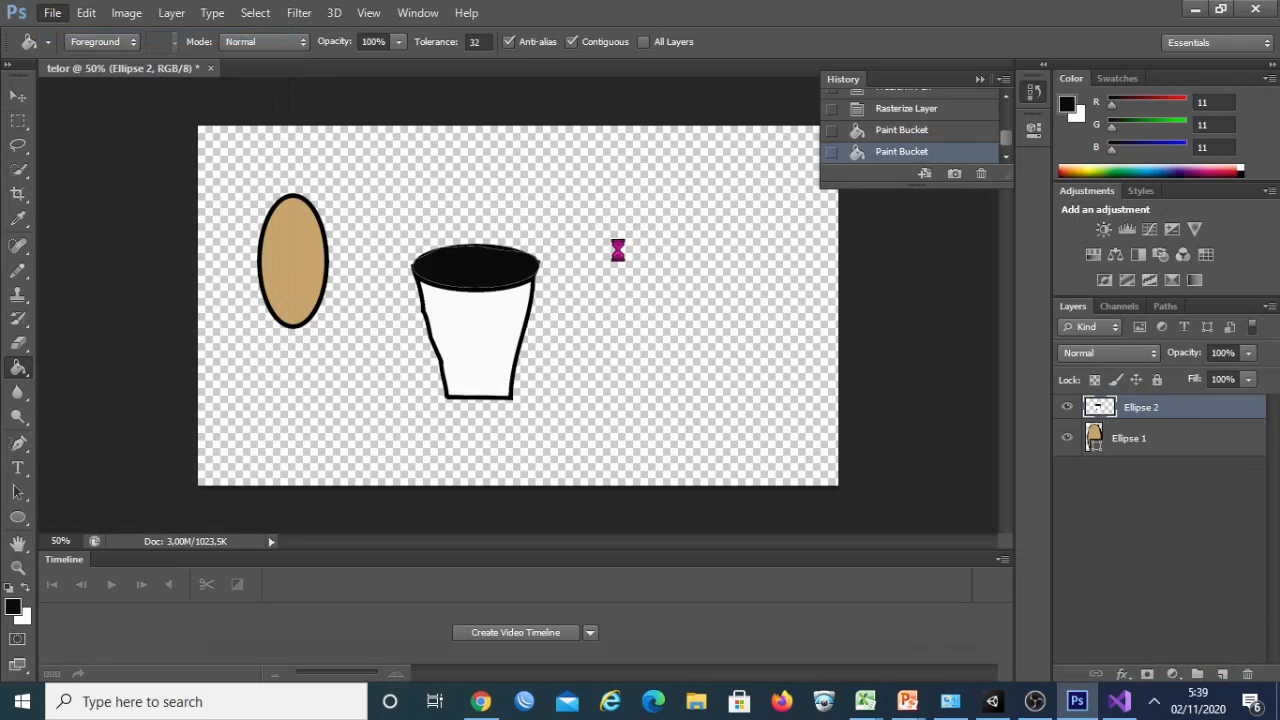 Ps File Edit Image Layer Type Select Filter 3D View Window Help
Foreground Mode: Normal Opacity: 100% Tolerance: 32 Anti-alias Contiguous All Layers Essentials
telor @ 50% (Ellipse 2, RGB/8) * ×
History
Rasterize Layer
Paint Bucket
Paint Bucket
Color Swatches
R 11
G 11
B 11
Adjustments Styles
Add an adjustment
Layers Channels Paths
Kind
Normal Opacity: 100%
Lock: Fill: 100%
Ellipse 2
Ellipse 1
50% Doc: 3,00M/1023,5K
Timeline
Create Video Timeline
Type here to search
5:39
02/11/2020
6